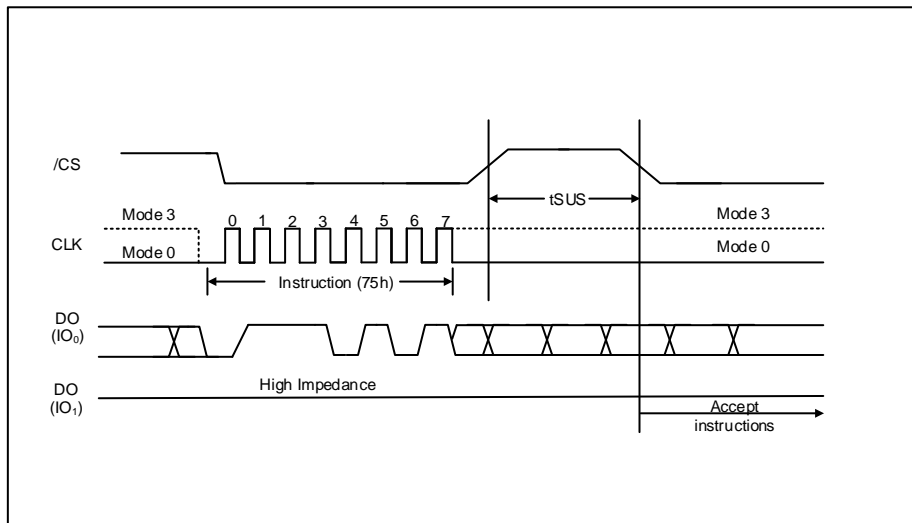 /CS
tSUS
Mode 3
0 1 2 3 4 5 6 7
Mode 3
CLK
Mode 0
Mode 0
Instruction (75h)
DO
(IO₀)
High Impedance
DO
(IO₁)
Accept
instructions